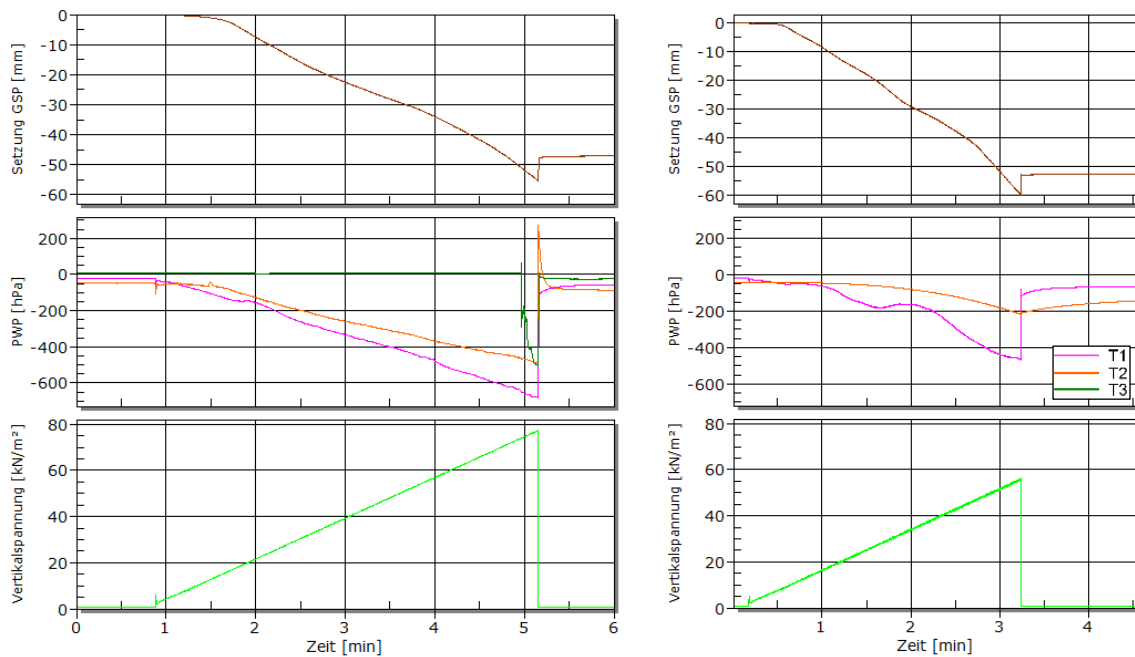 0
-10
-20
-30
-40
-50
-60
Setzung GSP [mm]
200
0
-200
-400
-600
PWP [hPa]
80
60
40
20
0
Vertikalspannung [kN/m²]
0 1 2 3 4 5 6
Zeit [min]
0
-10
-20
-30
-40
-50
-60
Setzung GSP [mm]
200
0
-200
-400
-600
PWP [hPa]
T1
T2
T3
80
60
40
20
0
Vertikalspannung [kN/m²]
1 2 3 4
Zeit [min]